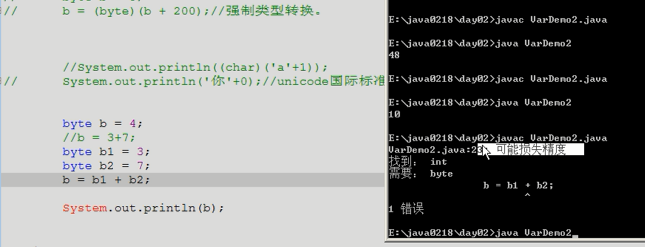 //      b = (byte)(b + 200);//强制类型转换。
//System.out.println((char)('a'+1));
//      System.out.println('你'+0);//unicode国际标准
byte b = 4;
//b = 3+7;
byte b1 = 3;
byte b2 = 7;
b = b1 + b2;
System.out.println(b);
E:\java0218\day02>javac VarDemo2.java
E:\java0218\day02>java VarDemo2
48
E:\java0218\day02>javac VarDemo2.java
E:\java0218\day02>java VarDemo2
10
E:\java0218\day02>javac VarDemo2.java
VarDemo2.java:23: 可能损失精度
找到： int
需要： byte
b = b1 + b2;
^
1 错误
E:\java0218\day02>java VarDemo2_